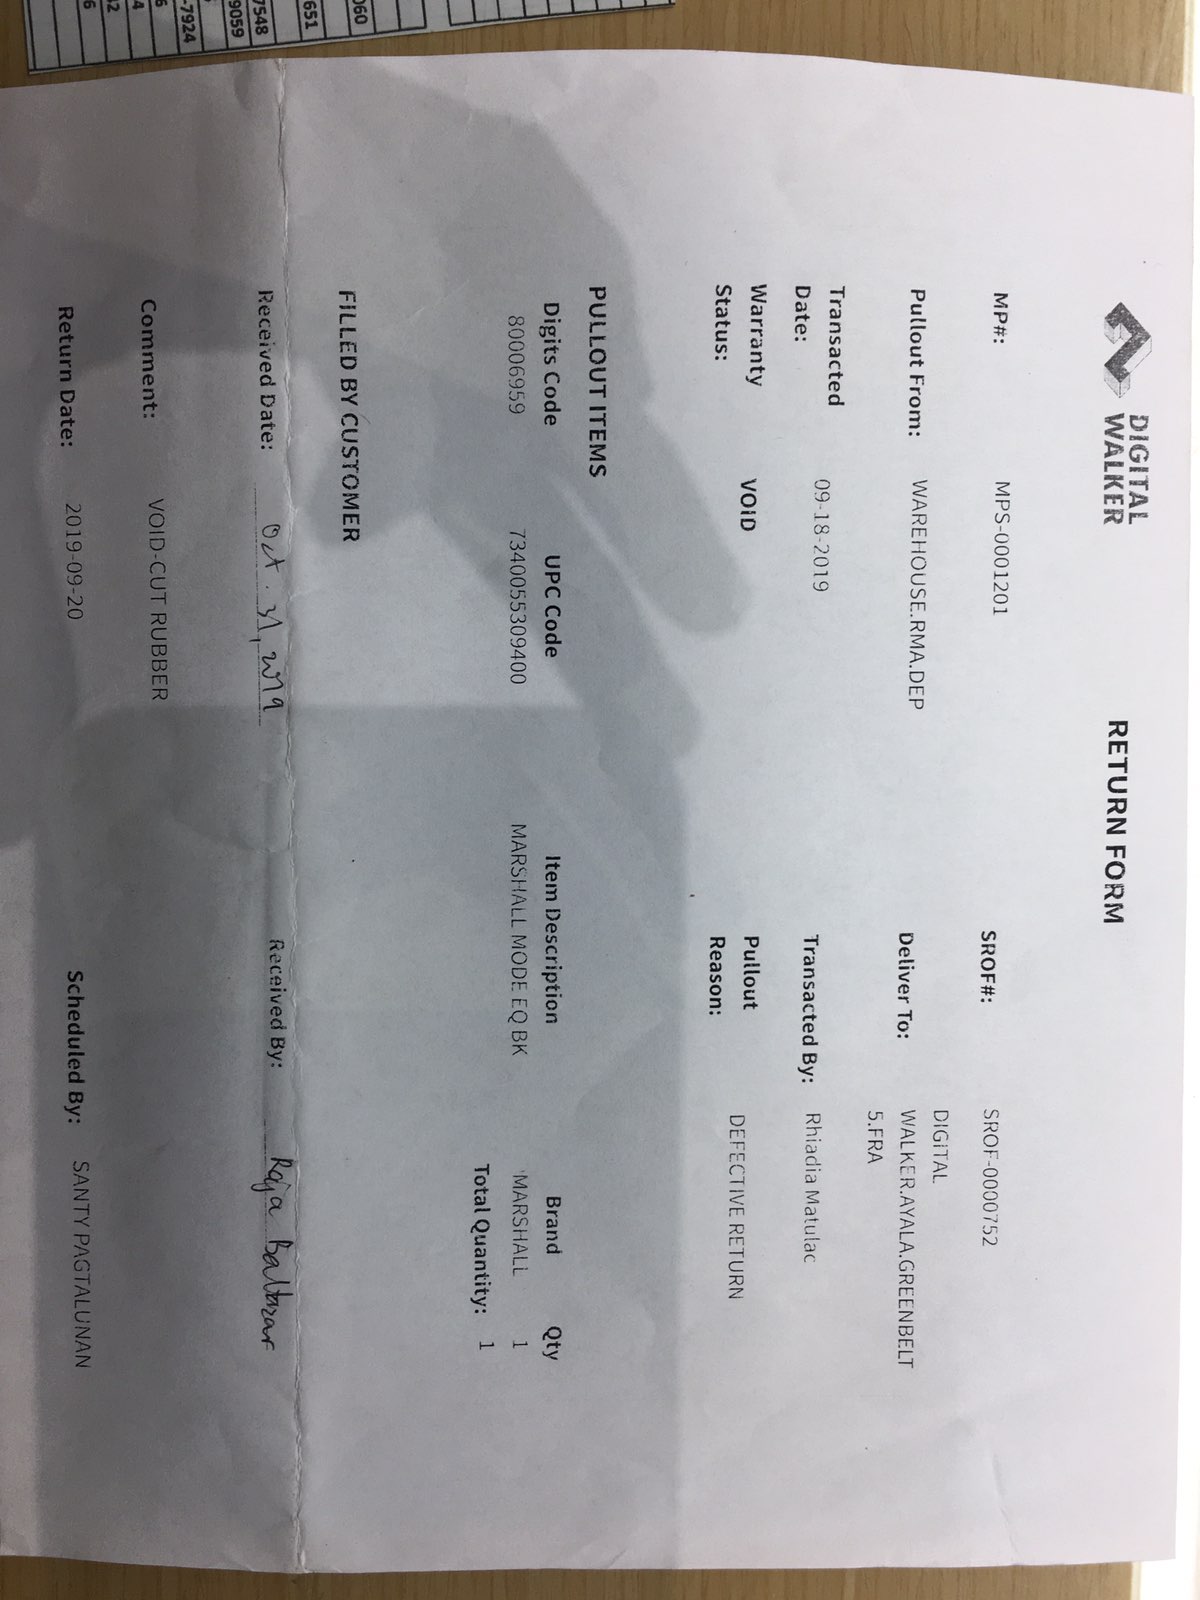 060
651
7548
9059
-7924
6
4
42
6
DIGITAL
WALKER
RETURN FORM
MP#: MPS-0001201 SROF#: SROF-0000752
Pullout From: WAREHOUSE.RMA.DEP Deliver To: DIGITAL
WALKER.AYALA.GREENBELT
5.FRA
Transacted
Date: 09-18-2019 Transacted By: Rhiadia Matulac
Warranty
Status: VOID Pullout
Reason: DEFECTIVE RETURN
PULLOUT ITEMS
Digits Code UPC Code Item Description Brand Qty
80006959 7340055309400 MARSHALL MODE EQ BK MARSHALL 1
Total Quantity: 1
FILLED BY CUSTOMER
Received Date: Oct. 31, 2019 Received By: Raja Baltazar
Comment: VOID-CUT RUBBER
Return Date: 2019-09-20 Scheduled By: SANTY PAGTALUNAN